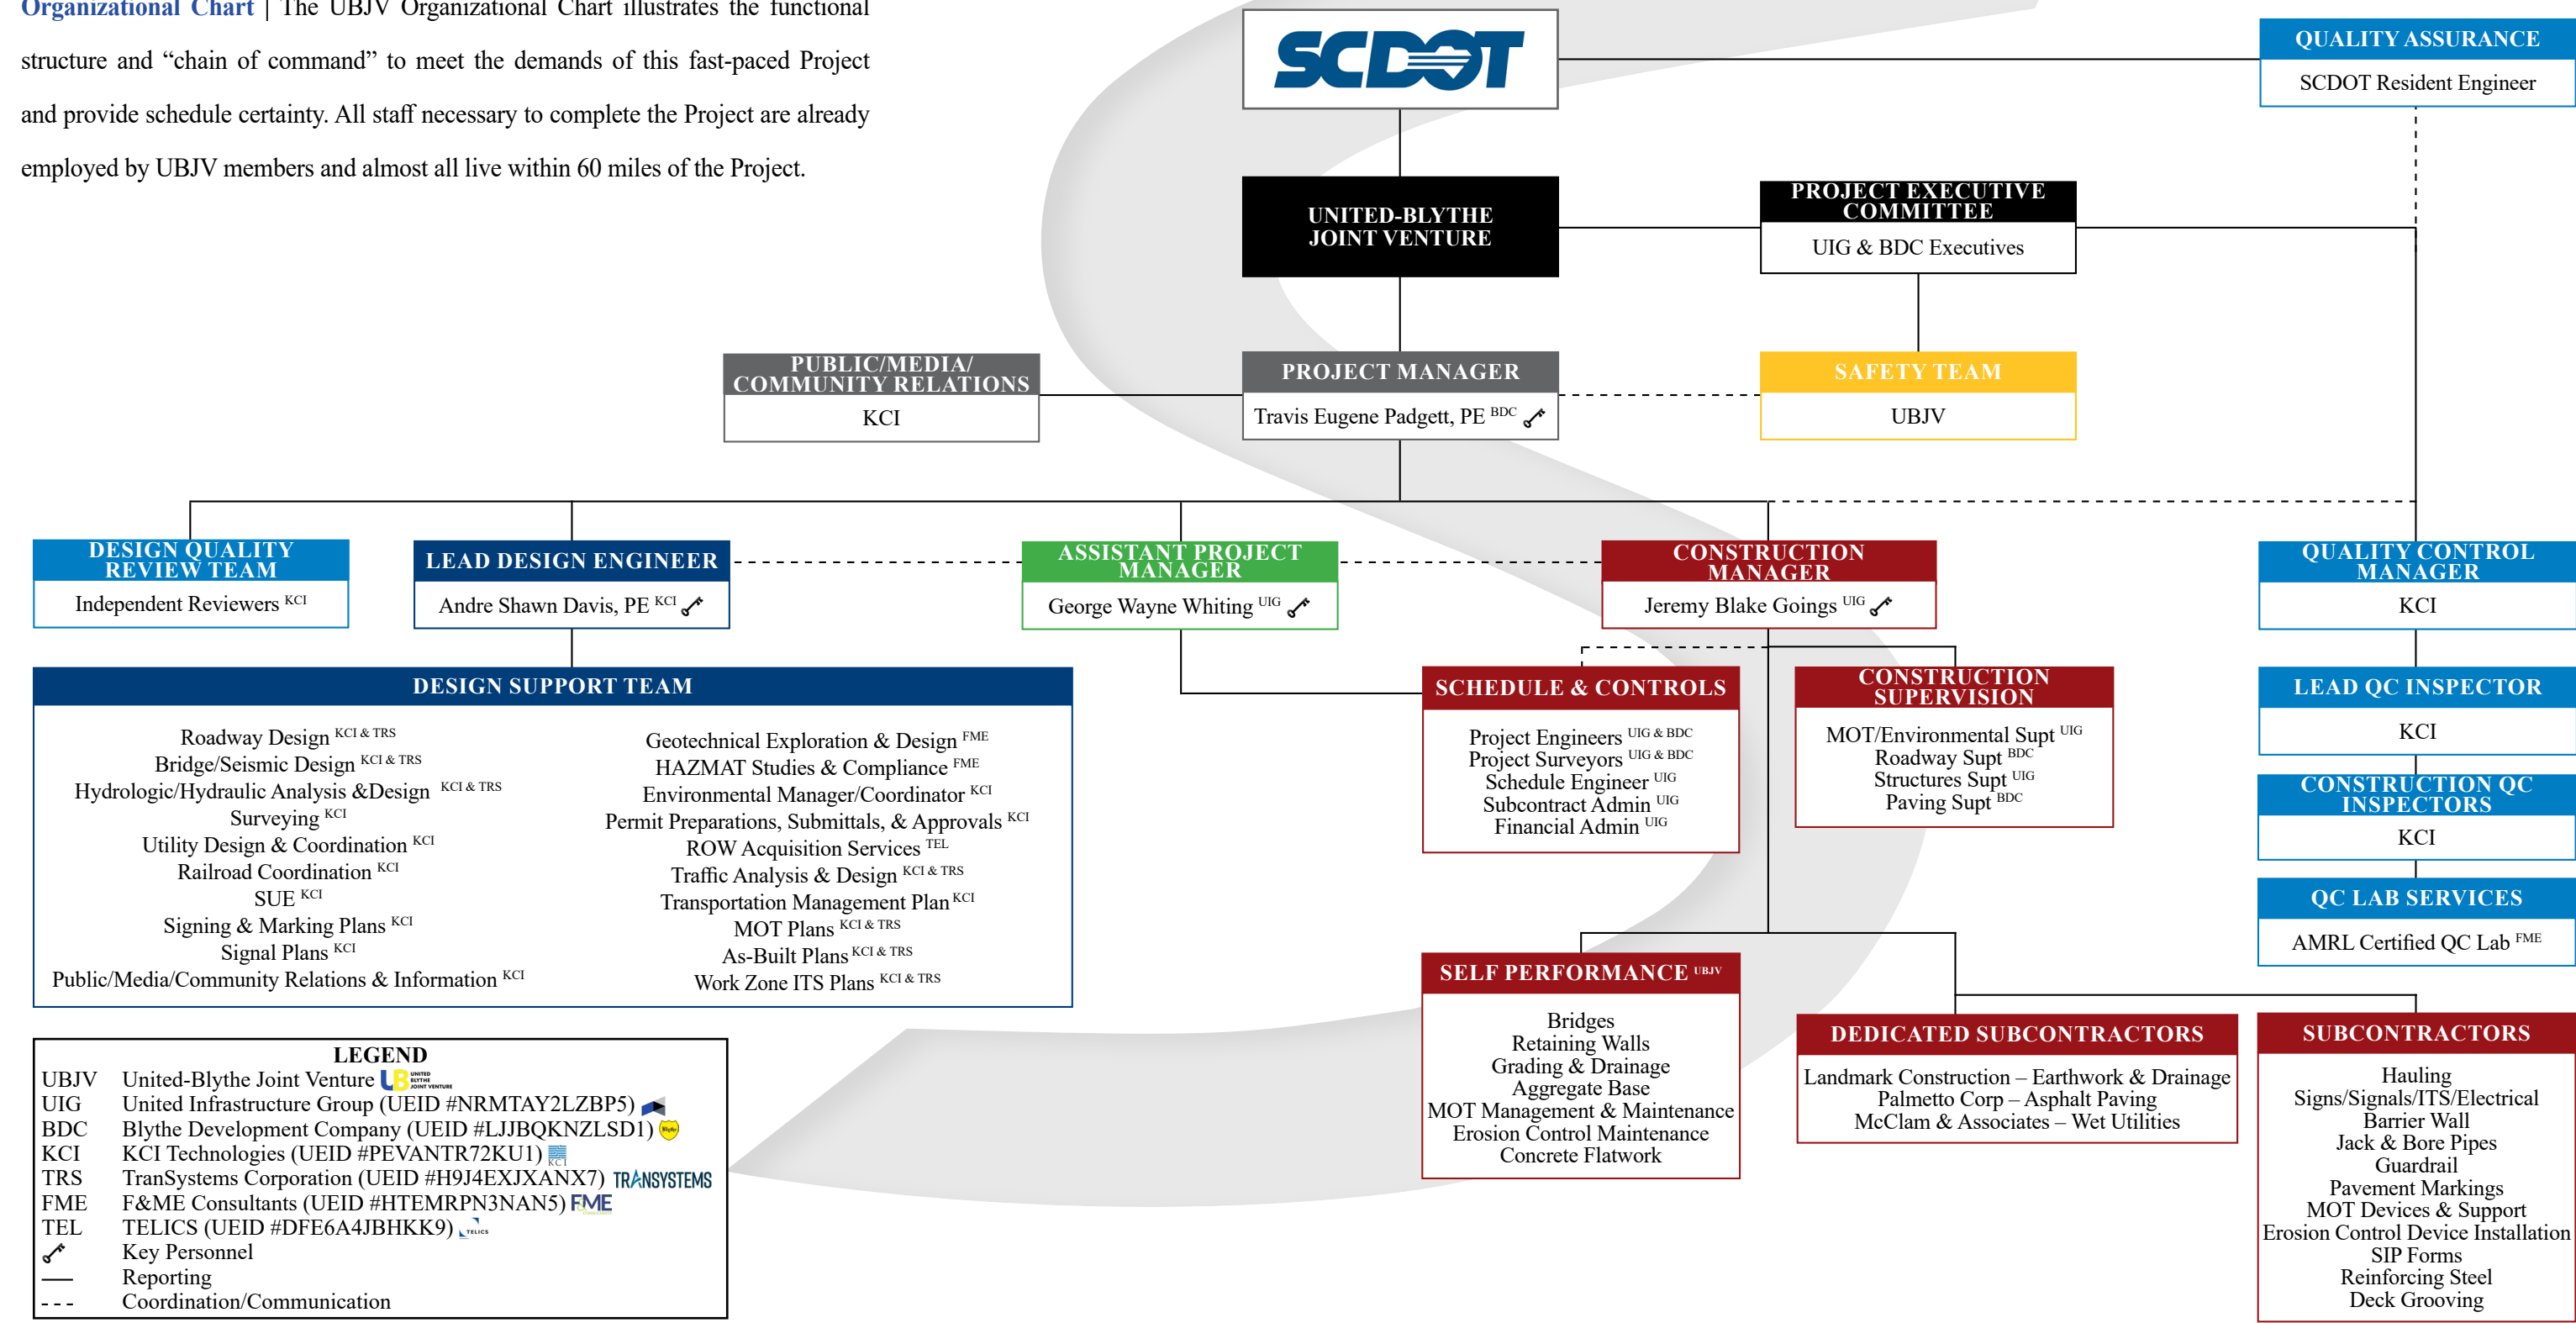 Organizational Chart | The UBJV Organizational Chart illustrates the functional
structure and “chain of command” to meet the demands of this fast-paced Project
and provide schedule certainty. All staff necessary to complete the Project are already
employed by UBJV members and almost all live within 60 miles of the Project.
SCDOT
QUALITY ASSURANCE
SCDOT Resident Engineer
UNITED-BLYTHE
JOINT VENTURE
PROJECT EXECUTIVE
COMMITTEE
UIG & BDC Executives
PUBLIC/MEDIA/
COMMUNITY RELATIONS
KCI
PROJECT MANAGER
Travis Eugene Padgett, PE BDC
SAFETY TEAM
UBJV
DESIGN QUALITY
REVIEW TEAM
Independent Reviewers KCI
LEAD DESIGN ENGINEER
Andre Shawn Davis, PE KCI
ASSISTANT PROJECT
MANAGER
George Wayne Whiting UIG
CONSTRUCTION
MANAGER
Jeremy Blake Goings UIG
QUALITY CONTROL
MANAGER
KCI
DESIGN SUPPORT TEAM
Roadway Design KCI & TRS
Bridge/Seismic Design KCI & TRS
Hydrologic/Hydraulic Analysis &Design KCI & TRS
Surveying KCI
Utility Design & Coordination KCI
Railroad Coordination KCI
SUE KCI
Signing & Marking Plans KCI
Signal Plans KCI
Public/Media/Community Relations & Information KCI
Geotechnical Exploration & Design FME
HAZMAT Studies & Compliance FME
Environmental Manager/Coordinator KCI
Permit Preparations, Submittals, & Approvals KCI
ROW Acquisition Services TEL
Traffic Analysis & Design KCI & TRS
Transportation Management Plan KCI
MOT Plans KCI & TRS
As-Built Plans KCI & TRS
Work Zone ITS Plans KCI & TRS
SCHEDULE & CONTROLS
Project Engineers UIG & BDC
Project Surveyors UIG & BDC
Schedule Engineer UIG
Subcontract Admin UIG
Financial Admin UIG
CONSTRUCTION
SUPERVISION
MOT/Environmental Supt UIG
Roadway Supt BDC
Structures Supt UIG
Paving Supt BDC
LEAD QC INSPECTOR
KCI
CONSTRUCTION QC
INSPECTORS
KCI
QC LAB SERVICES
AMRL Certified QC Lab FME
SELF PERFORMANCE UBJV
Bridges
Retaining Walls
Grading & Drainage
Aggregate Base
MOT Management & Maintenance
Erosion Control Maintenance
Concrete Flatwork
DEDICATED SUBCONTRACTORS
Landmark Construction – Earthwork & Drainage
Palmetto Corp – Asphalt Paving
McClam & Associates – Wet Utilities
SUBCONTRACTORS
Hauling
Signs/Signals/ITS/Electrical
Barrier Wall
Jack & Bore Pipes
Guardrail
Pavement Markings
MOT Devices & Support
Erosion Control Device Installation
SIP Forms
Reinforcing Steel
Deck Grooving
LEGEND
UBJV United-Blythe Joint Venture UB UNITED BLYTHE JOINT VENTURE
UIG United Infrastructure Group (UEID #NRMTAY2LZBP5)
BDC Blythe Development Company (UEID #LJJBQKNZLSD1) Blythe
KCI KCI Technologies (UEID #PEVANTR72KU1) KCI
TRS TranSystems Corporation (UEID #H9J4EXJXANX7) TRANSYSTEMS
FME F&ME Consultants (UEID #HTEMRPN3NAN5) F&ME
TEL TELICS (UEID #DFE6A4JBHKK9) TELICS
Key Personnel
Reporting
Coordination/Communication